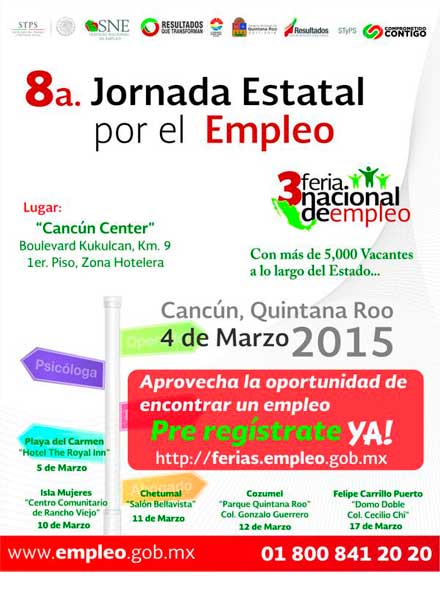 STPS
SNE
SERVICIO NACIONAL
DE EMPLEO
RESULTADOS
QUE TRANSFORMAN
Quintana Roo
Resultados
STyPS
COMPROMETIDO
CONTIGO
8a. Jornada Estatal
por el Empleo
3 feria
nacional
de empleo
Lugar:
"Cancún Center"
Boulevard Kukulcan, Km. 9
1er. Piso, Zona Hotelera
Con más de 5,000 Vacantes
a lo largo del Estado...
Cancún, Quintana Roo
4 de Marzo 2015
Psicóloga
Aprovecha la oportunidad de
encontrar un empleo
Pre regístrate YA!
http://ferias.empleo.gob.mx
Abogado
Playa del Carmen
"Hotel The Royal Inn"
5 de Marzo
Isla Mujeres
"Centro Comunitario
de Rancho Viejo"
10 de Marzo
Chetumal
"Salón Bellavista"
11 de Marzo
Cozumel
"Parque Quintana Roo"
Col. Gonzalo Guerrero
12 de Marzo
Felipe Carrillo Puerto
"Domo Doble
Col. Cecilio Chi"
17 de Marzo
www.empleo.gob.mx
01 800 841 20 20